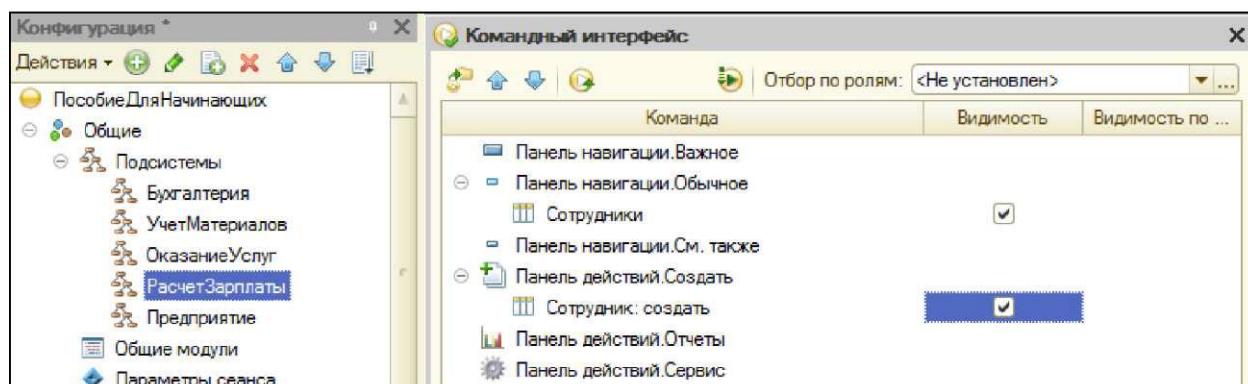 Конфигурация *
Действия
ПособиеДляНачинающих
Общие
Подсистемы
Бухгалтерия
УчетМатериалов
ОказаниеУслуг
РасчетЗарплаты
Предприятие
Общие модули
Параметры сеанса
Командный интерфейс
Отбор по ролям: <Не установлен> ...
Команда Видимость Видимость по ...
Панель навигации.Важное
Панель навигации.Обычное
Сотрудники
Панель навигации.См. также
Панель действий.Создать
Сотрудник: создать
Панель действий.Отчеты
Панель действий.Сервис